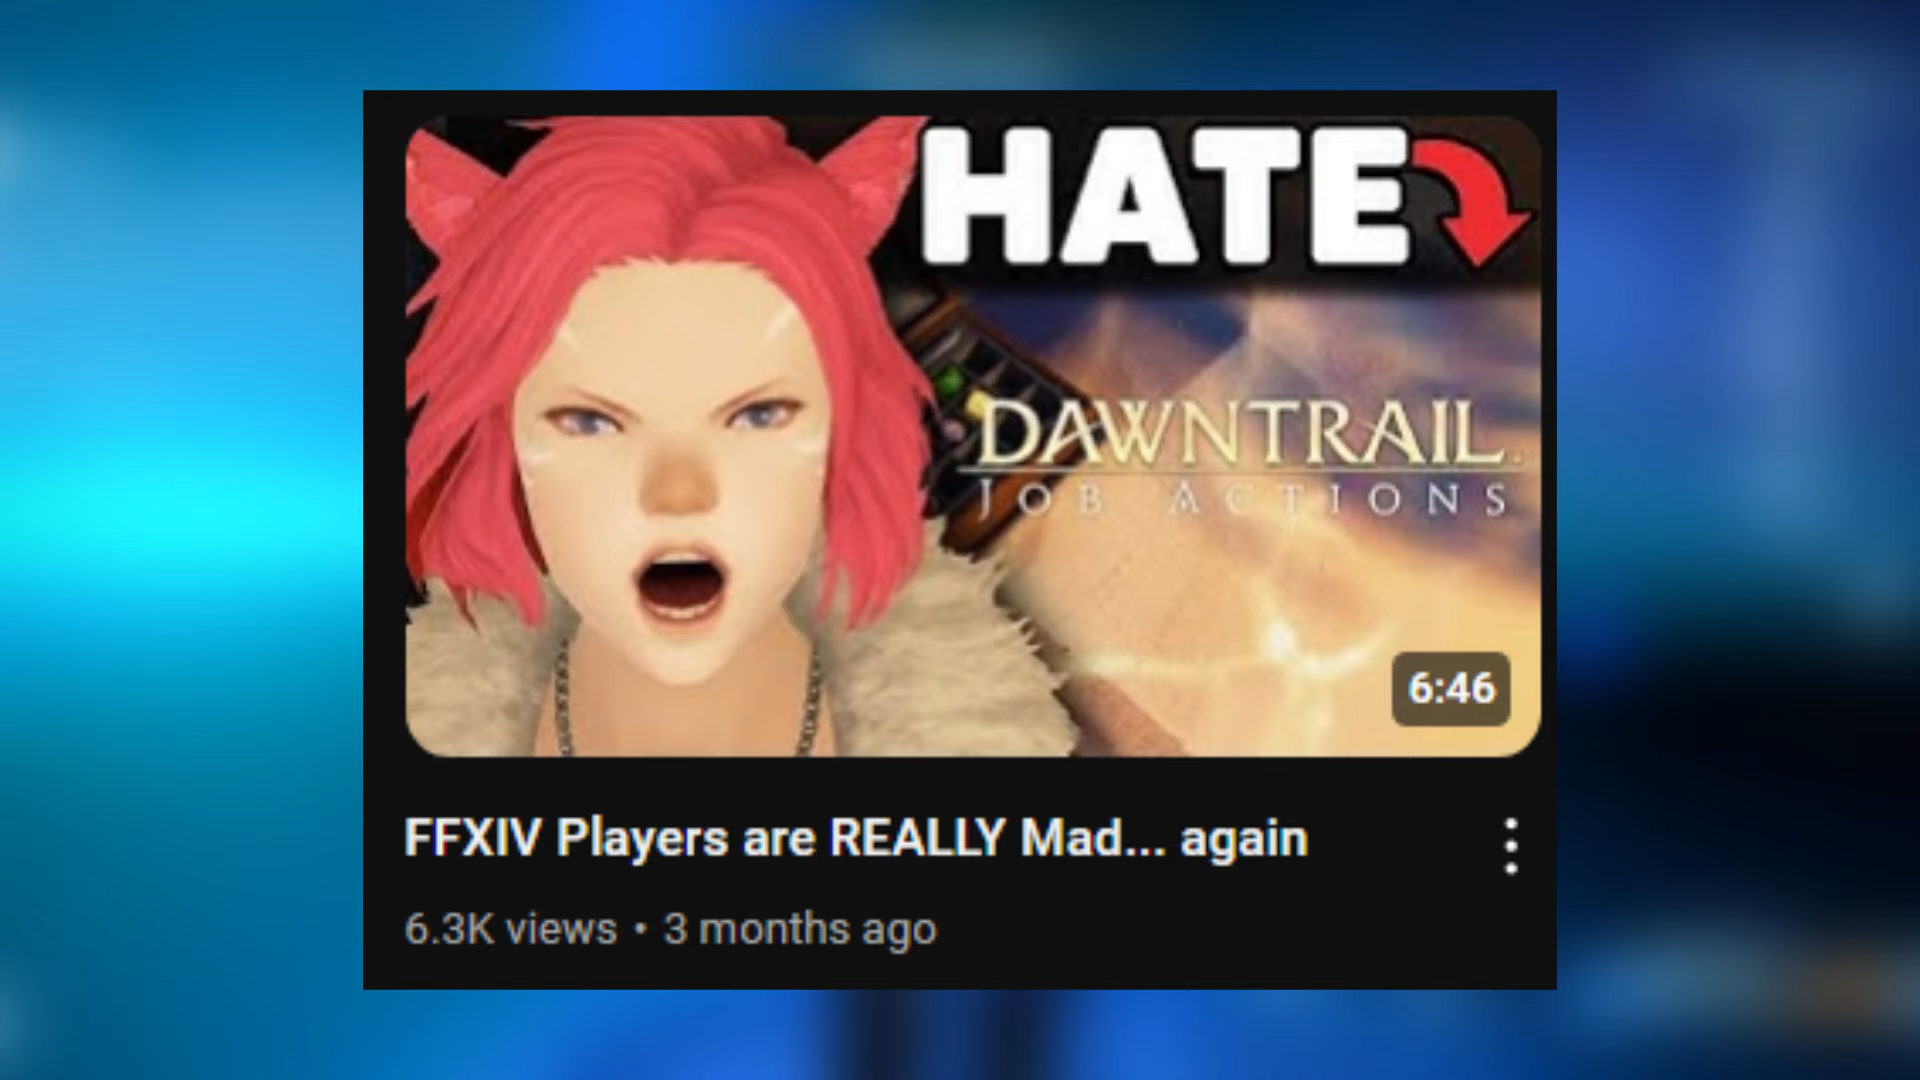 HATE
DAWNTRAIL
JOB ACTIONS
6:46
FFXIV Players are REALLY Mad... again
6.3K views • 3 months ago